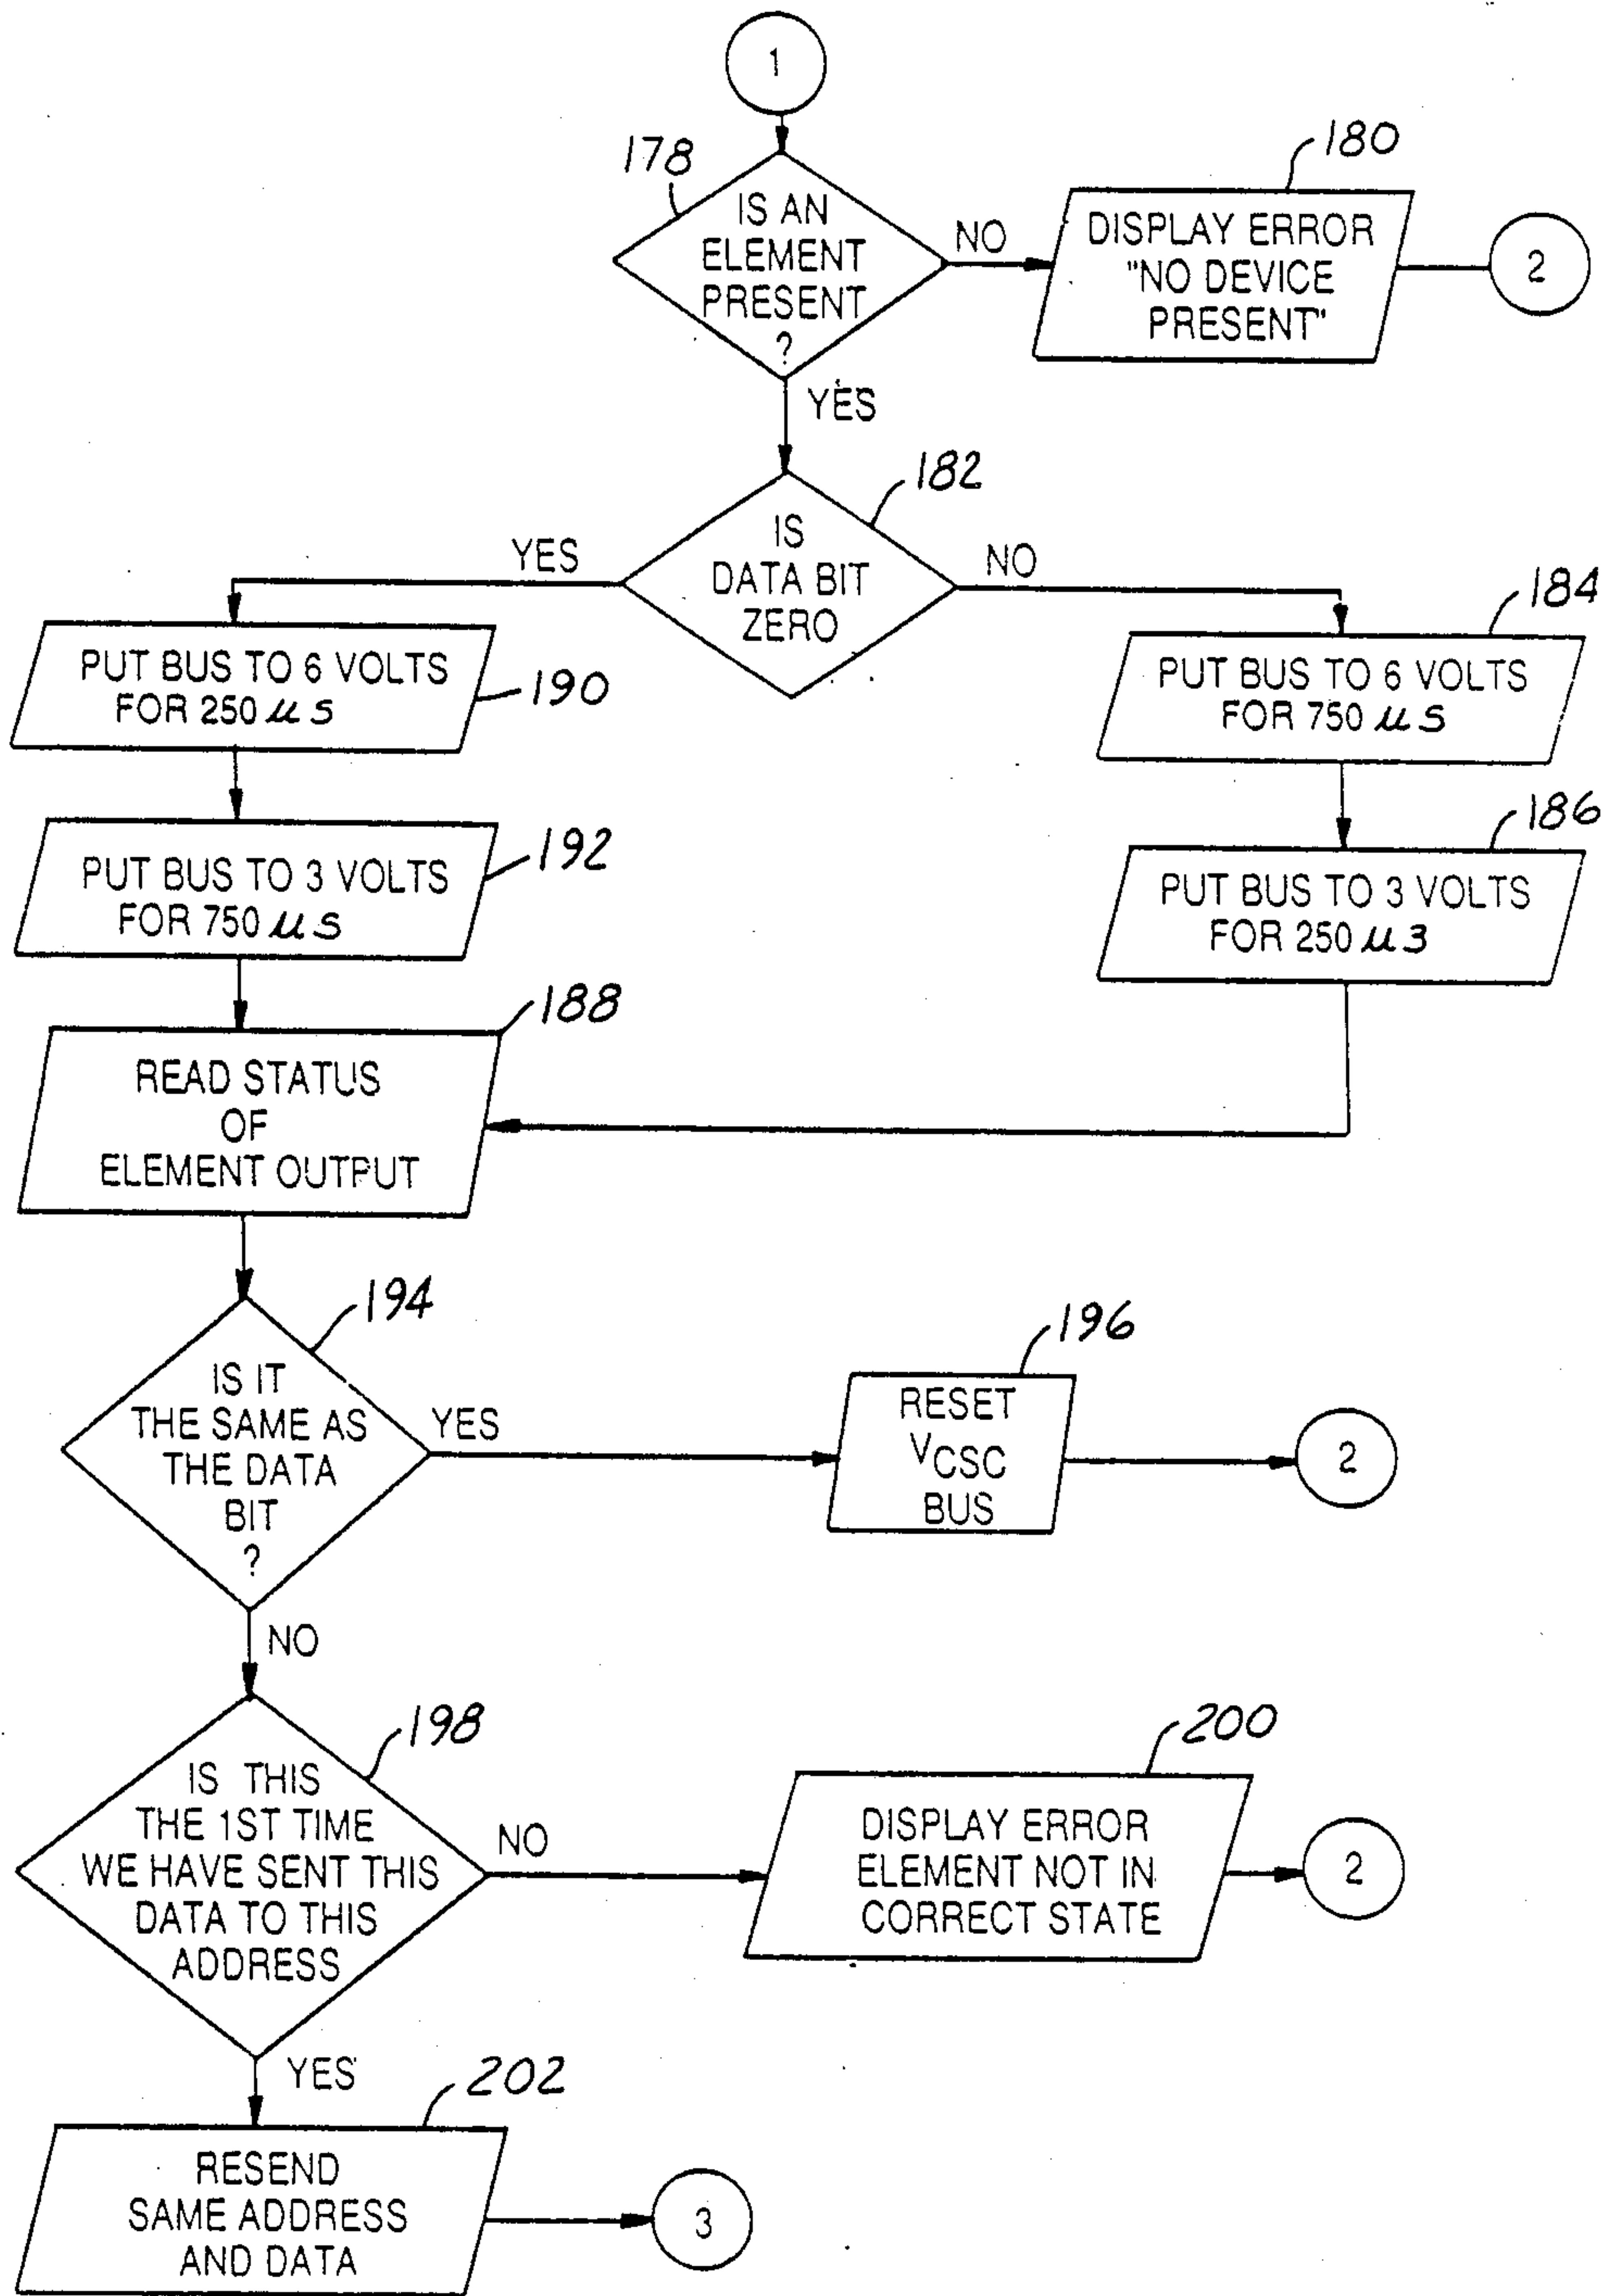 1
178
IS AN
ELEMENT
PRESENT
?
NO
180
DISPLAY ERROR
"NO DEVICE
PRESENT"
2
YES
182
IS
DATA BIT
ZERO
YES
NO
190
PUT BUS TO 6 VOLTS
FOR 250 µs
184
PUT BUS TO 6 VOLTS
FOR 750 µs
192
PUT BUS TO 3 VOLTS
FOR 750 µs
186
PUT BUS TO 3 VOLTS
FOR 250 µ3
188
READ STATUS
OF
ELEMENT OUTPUT
194
IS IT
THE SAME AS
THE DATA
BIT
?
YES
196
RESET
VCSC
BUS
2
NO
198
IS THIS
THE 1ST TIME
WE HAVE SENT THIS
DATA TO THIS
ADDRESS
NO
200
DISPLAY ERROR
ELEMENT NOT IN
CORRECT STATE
2
YES
202
RESEND
SAME ADDRESS
AND DATA
3